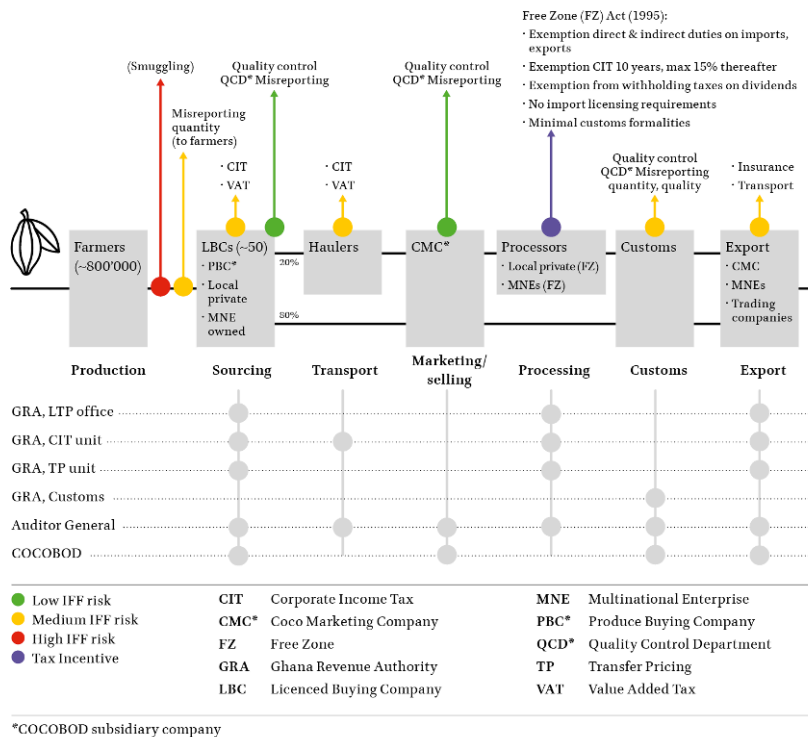 Free Zone (FZ) Act (1995):
· Exemption direct & indirect duties on imports,
exports
· Exemption CIT 10 years, max 15% thereafter
· Exemption from withholding taxes on dividends
· No import licensing requirements
· Minimal customs formalities
(Smuggling)
Misreporting
quantity
(to farmers)
Quality control
QCD* Misreporting
· CIT
· VAT
· CIT
· VAT
Quality control
QCD* Misreporting
Quality control
QCD* Misreporting
quantity, quality
· Insurance
· Transport
Farmers
(~800'000)
LBCs (~50)
· PBC*
· Local
private
· MNE
owned
20%
80%
Haulers
CMC*
Processors
· Local private (FZ)
· MNEs (FZ)
Customs
Export
· CMC
· MNEs
· Trading
companies
Production
Sourcing
Transport
Marketing/
selling
Processing
Customs
Export
GRA, LTP office
GRA, CIT unit
GRA, TP unit
GRA, Customs
Auditor General
COCOBOD
Low IFF risk
Medium IFF risk
High IFF risk
Tax Incentive
CIT Corporate Income Tax
CMC* Coco Marketing Company
FZ Free Zone
GRA Ghana Revenue Authority
LBC Licenced Buying Company
MNE Multinational Enterprise
PBC* Produce Buying Company
QCD* Quality Control Department
TP Transfer Pricing
VAT Value Added Tax
*COCOBOD subsidiary company